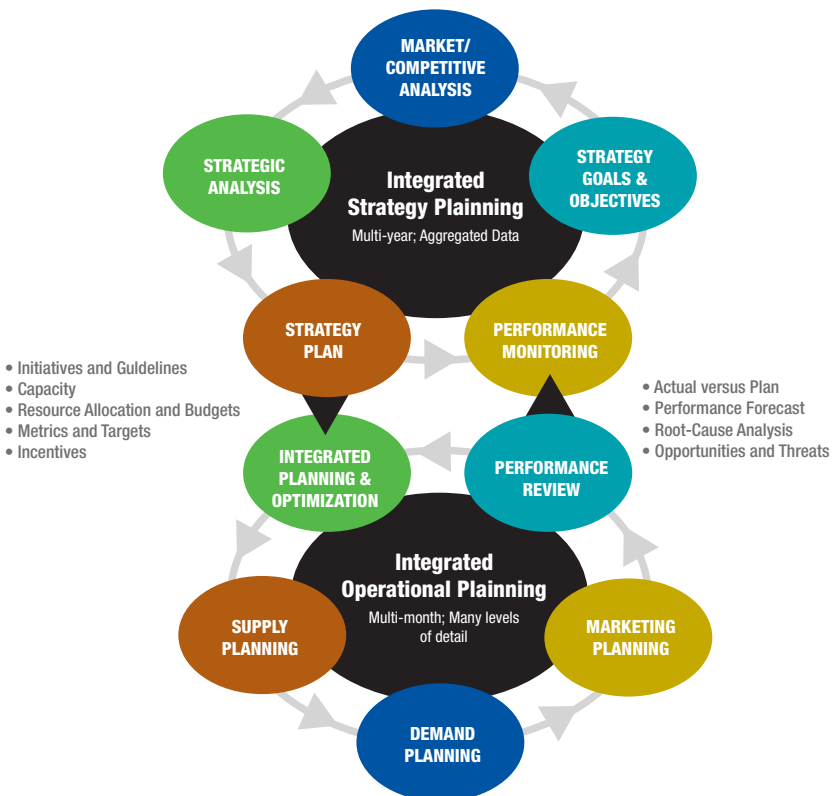 MARKET/
COMPETITIVE
ANALYSIS
STRATEGIC
ANALYSIS
STRATEGY
GOALS &
OBJECTIVES
Integrated
Strategy Plainning
Multi-year; Aggregated Data
STRATEGY
PLAN
PERFORMANCE
MONITORING
• Initiatives and Guldelines
• Capacity
• Resource Allocation and Budgets
• Metrics and Targets
• Incentives
• Actual versus Plan
• Performance Forecast
• Root-Cause Analysis
• Opportunities and Threats
INTEGRATED
PLANNING &
OPTIMIZATION
PERFORMANCE
REVIEW
Integrated
Operational Plainning
Multi-month; Many levels
of detail
SUPPLY
PLANNING
MARKETING
PLANNING
DEMAND
PLANNING